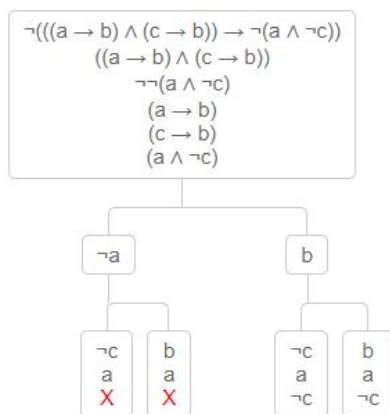 ¬(((a → b) ∧ (c → b)) → ¬(a ∧ ¬c))
((a → b) ∧ (c → b))
¬¬(a ∧ ¬c)
(a → b)
(c → b)
(a ∧ ¬c)
¬a
b
¬c
a
X
b
a
X
¬c
a
¬c
b
a
¬c